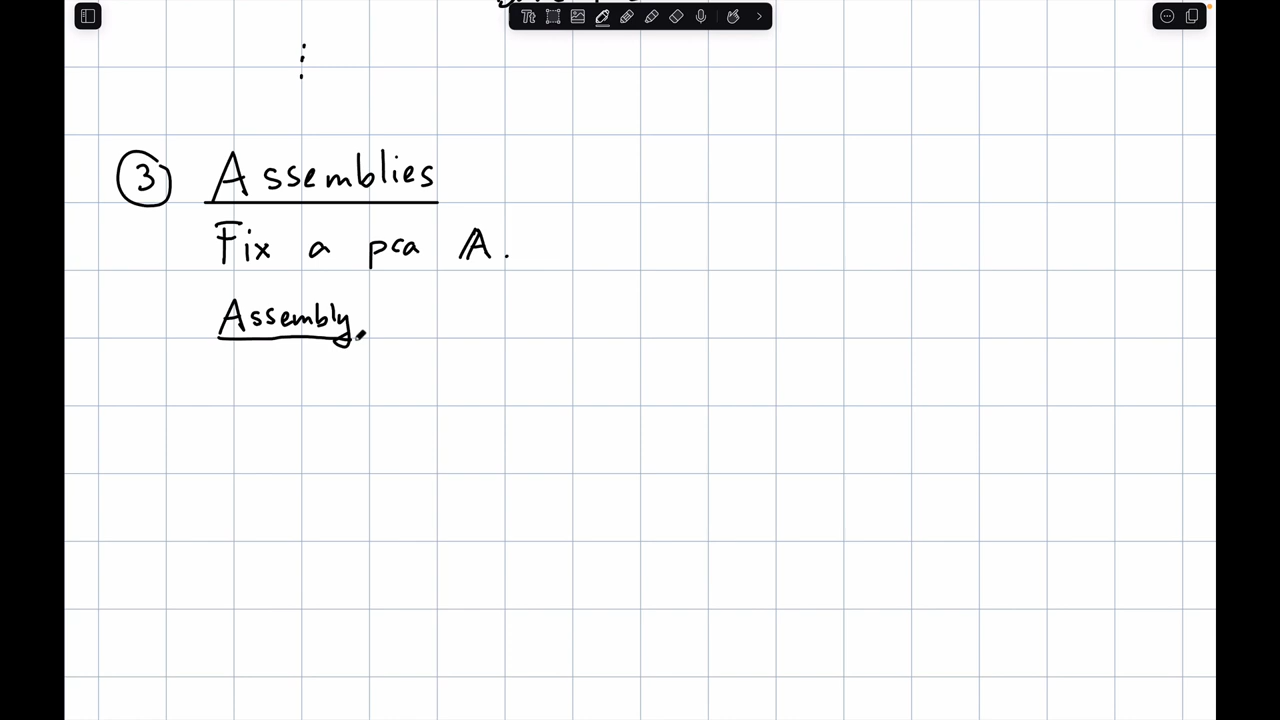 ⋮
③ Assemblies
Fix a pca 𝔸.
Assembly